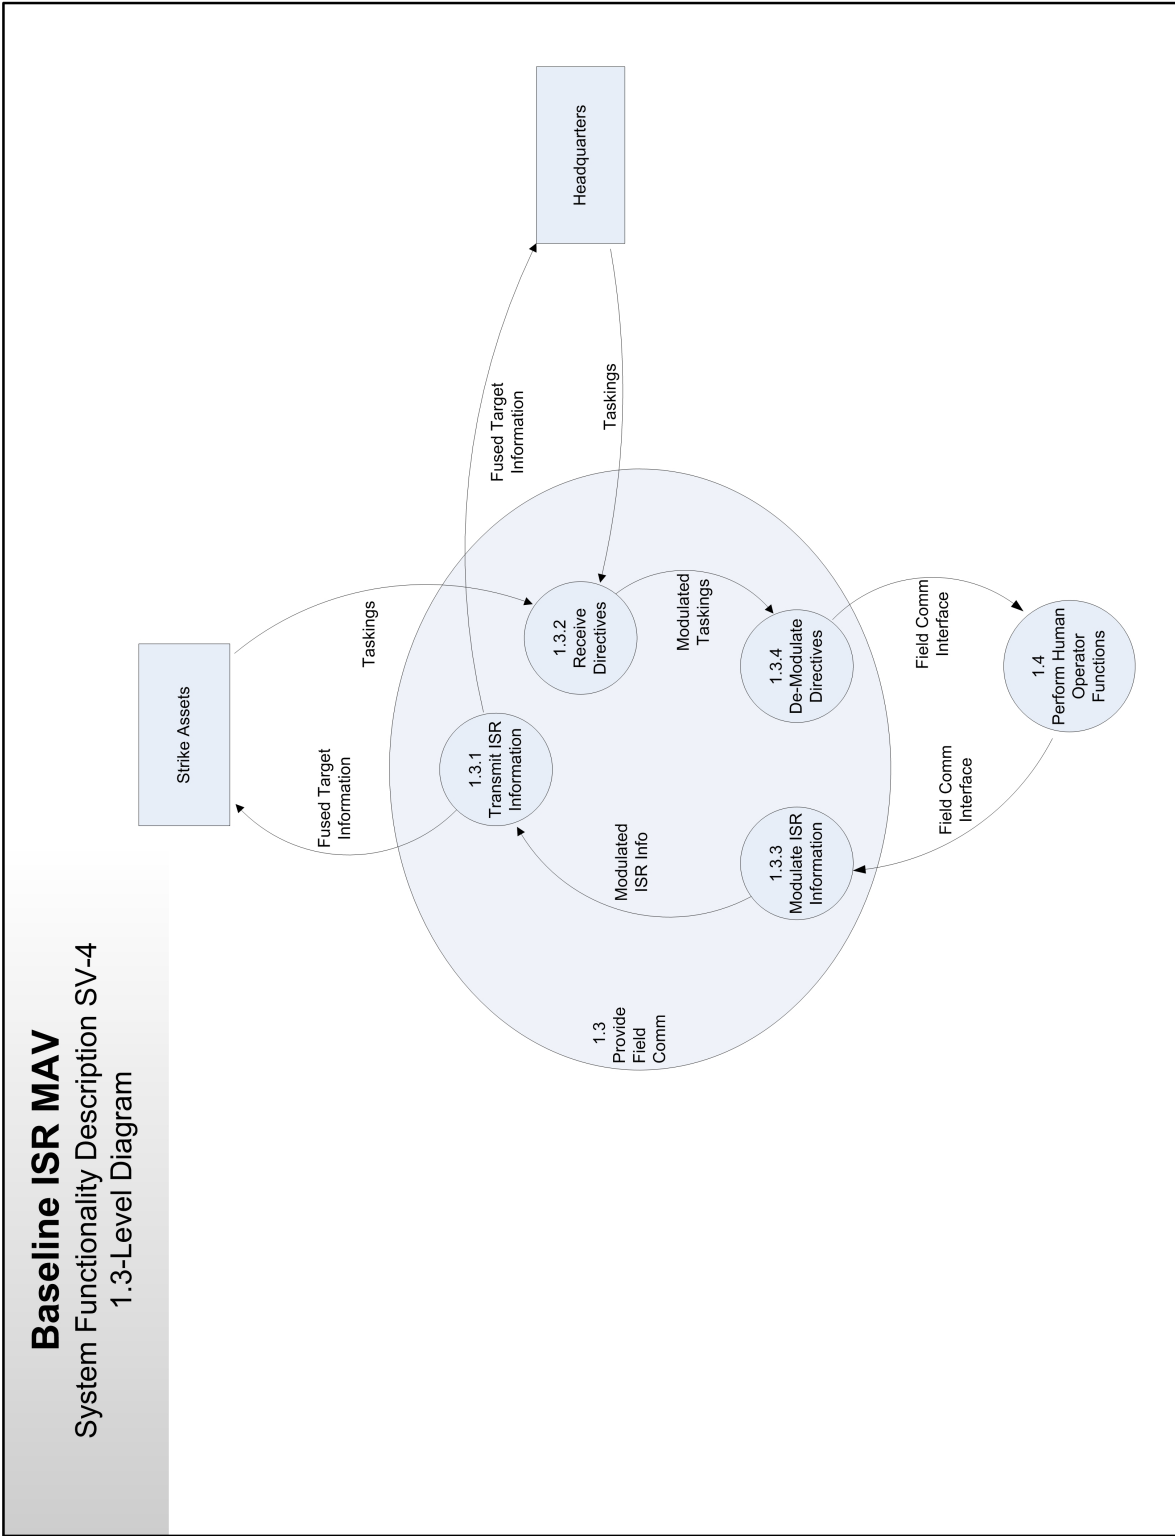 Baseline ISR MAV
System Functionality Description SV-4
1.3-Level Diagram
Strike Assets
Fused Target
Information
Taskings
1.3.1
Transmit ISR
Information
Fused Target
Information
Headquarters
1.3.2
Receive
Directives
Taskings
1.3
Provide
Field
Comm
Modulated
ISR Info
Modulated
Taskings
1.3.3
Modulate ISR
Information
1.3.4
De-Modulate
Directives
Field Comm
Interface
Field Comm
Interface
1.4
Perform Human
Operator
Functions